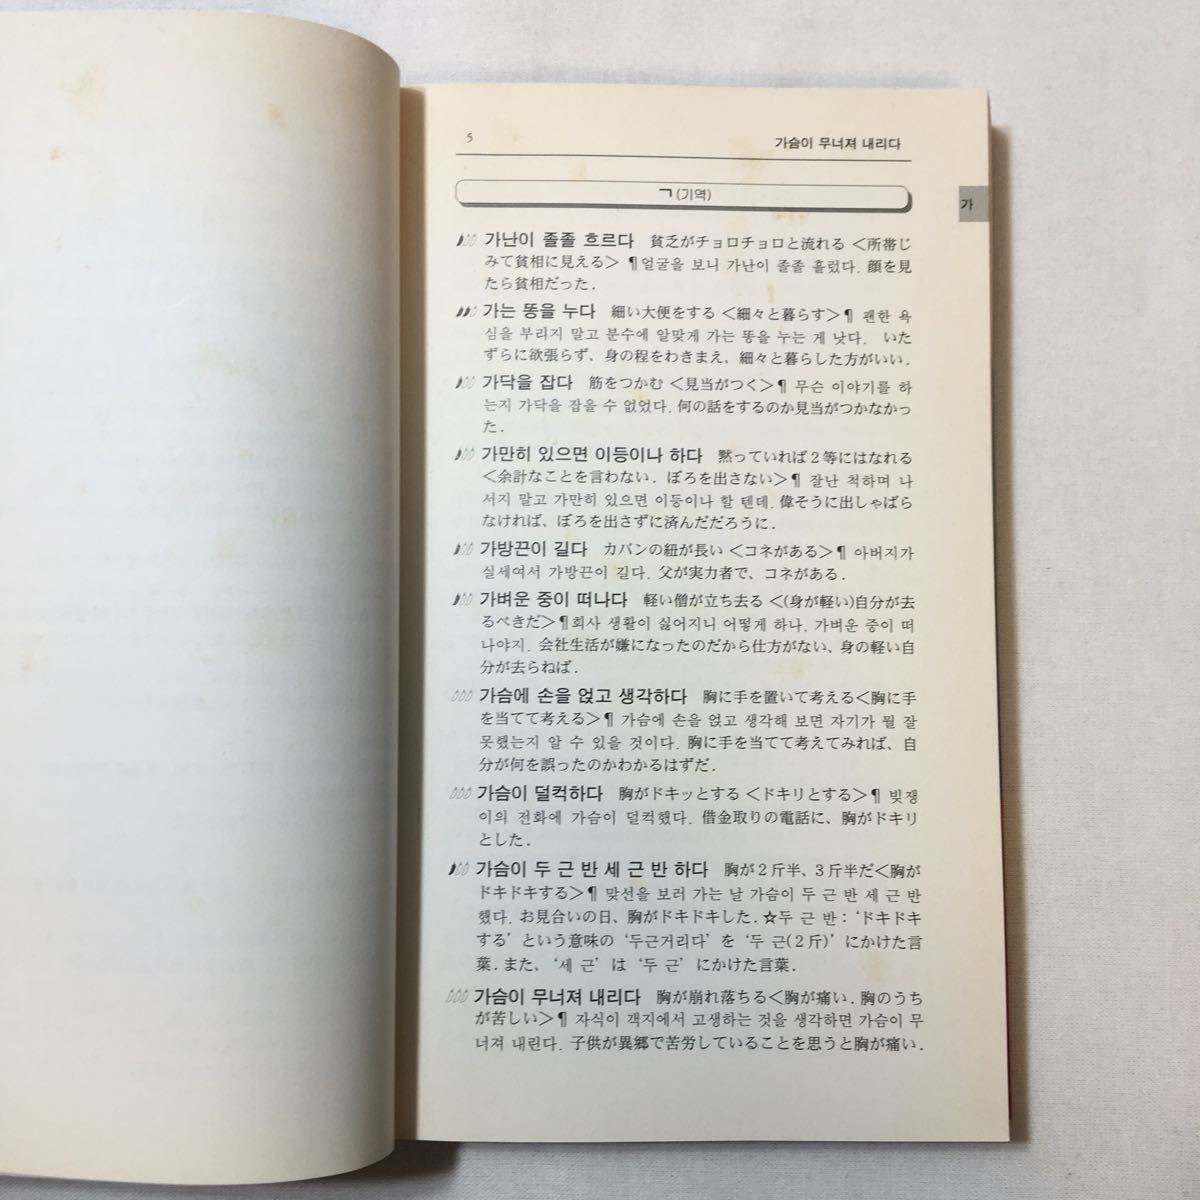 5
가슴이 무너져 내리다
ㄱ(기역)
가
가난이 졸졸 흐르다 貧乏がチョロチョロと流れる＜所帯じ
みて貧相に見える＞¶얼굴을 보니 가난이 졸졸 흘렀다. 顔を見
たら貧相だった.
가는 똥을 누다 細い大便をする＜細々と暮らす＞¶ 괜한 욕
심을 부리지 말고 분수에 알맞게 가는 똥을 누는 게 낫다. いた
ずらに欲張らず、身の程をわきまえ、細々と暮らした方がいい.
가닥을 잡다 筋をつかむ＜見当がつく＞¶ 무슨 이야기를 하
는지 가닥을 잡을 수 없었다. 何の話をするのか見当がつかなかっ
た.
가만히 있으면 이등이나 하다 黙っていれば２等にはなれる
＜余計なことを言わない. ぼろを出さない＞¶ 잘난 척하며 나
서지 말고 가만히 있으면 이등이나 할 텐데. 偉そうに出しゃばら
なければ、ぼろを出さずに済んだだろうに.
가방끈이 길다 カバンの紐が長い＜コネがある＞¶ 아버지가
실세여서 가방끈이 길다. 父が実力者で、コネがある.
가벼운 중이 떠나다 軽い僧が立ち去る＜(身が軽い)自分が去
るべきだ＞¶회사 생활이 싫어지니 어떻게 하나. 가벼운 중이 떠
나야지. 会社生活が嫌になったのだから仕方がない、身の軽い自
分が去らねば.
가슴에 손을 얹고 생각하다 胸に手を置いて考える＜胸に手
を当てて考える＞¶ 가슴에 손을 얹고 생각해 보면 자기가 뭘 잘
못했는지 알 수 있을 것이다. 胸に手を当てて考えてみれば、自
分が何を誤ったのかわかるはずだ.
가슴이 덜컥하다 胸がドキッとする＜ドキリとする＞¶ 빚쟁
이의 전화에 가슴이 덜컥했다. 借金取りの電話に、胸がドキリ
とした.
가슴이 두 근 반 세 근 반 하다 胸が２斤半、３斤半だ＜胸が
ドキドキする＞¶ 맞선을 보러 가는 날 가슴이 두 근 반 세 근 반
했다. お見合いの日、胸がドキドキした.☆두 근 반：‘ドキドキ
する’という意味の‘두근거리다’を‘두 근(２斤)’にかけた言
葉. また、‘세 근’は‘두 근’にかけた言葉.
가슴이 무너져 내리다 胸が崩れ落ちる＜胸が痛い. 胸のうち
が苦しい＞¶ 자식이 객지에서 고생하는 것을 생각하면 가슴이 무
너져 내린다. 子供が異郷で苦労していることを思うと胸が痛い.